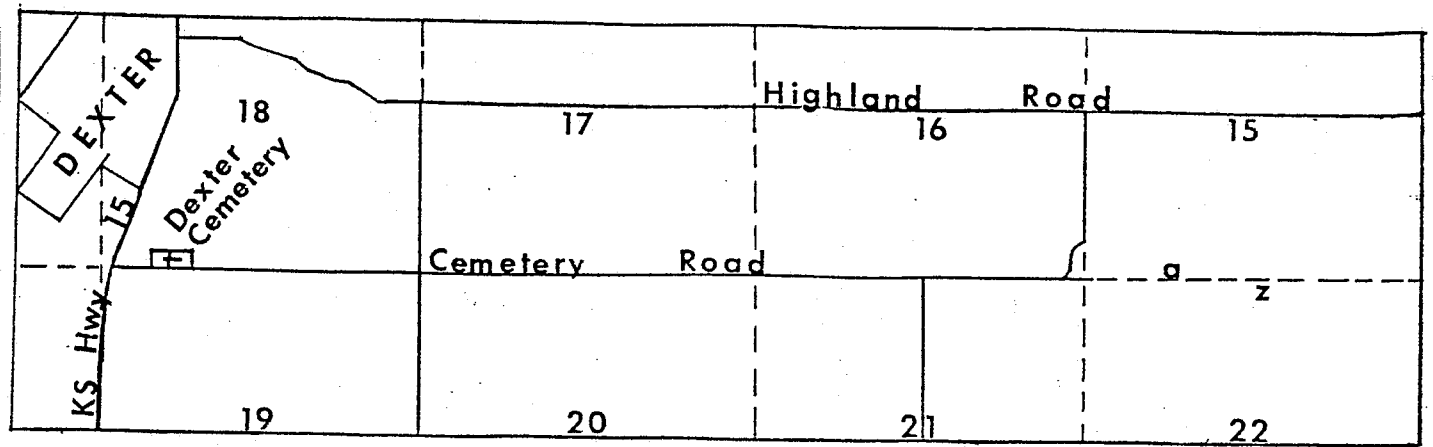 DEXTER
18
Highland Road
17
16
15
Dexter
Cemetery
15
+
Cemetery Road
a
z
KS Hwy
19
20
21
22